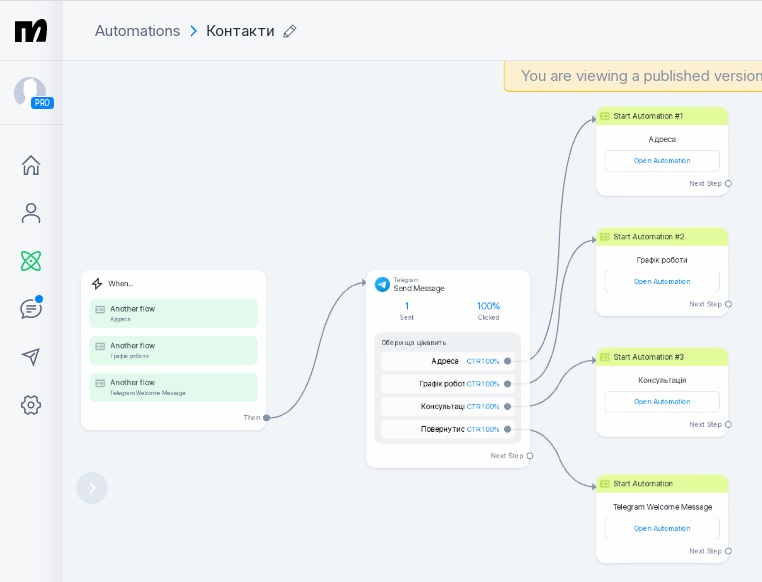 Automations
Контакти
You are viewing a published version
PRO
When...
Another flow
Адреса
Another flow
Графік роботи
Another flow
Telegram Welcome Message
Then
Telegram
Send Message
1
100%
Sent
Clicked
Обери що цікавить
Адреса CTR 100%
Графік робот CTR 100%
Консультаці CTR 100%
Повернутис CTR 100%
Next Step
Start Automation #1
Адреса
Open Automation
Next Step
Start Automation #2
Графік роботи
Open Automation
Next Step
Start Automation #3
Консультація
Open Automation
Next Step
Start Automation
Telegram Welcome Message
Open Automation
Next Step